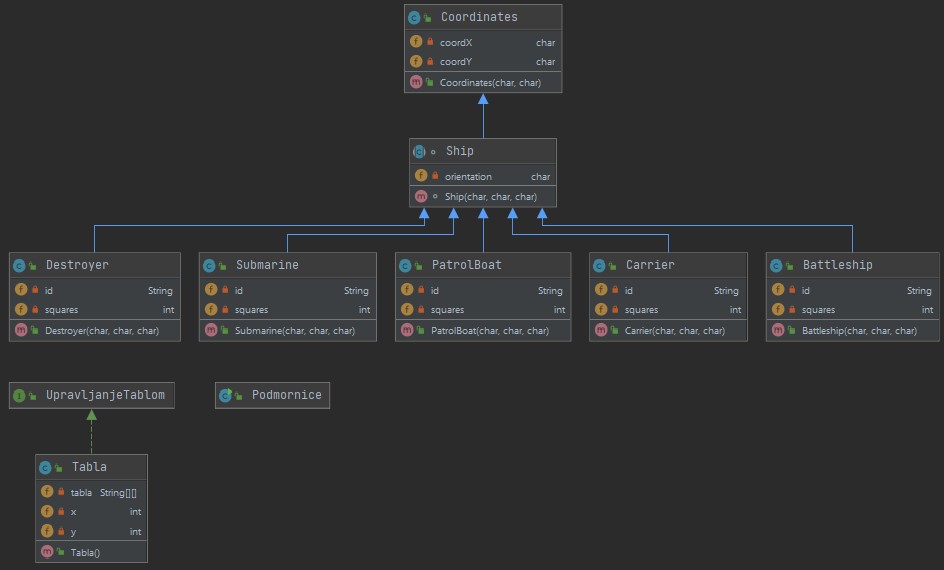 Coordinates
coordX char
coordY char
Coordinates(char, char)
Ship
orientation char
Ship(char, char, char)
Destroyer
id String
squares int
Destroyer(char, char, char)
Submarine
id String
squares int
Submarine(char, char, char)
PatrolBoat
id String
squares int
PatrolBoat(char, char, char)
Carrier
id String
squares int
Carrier(char, char, char)
Battleship
id String
squares int
Battleship(char, char, char)
UpravljanjeTablom
Podmornice
Tabla
tabla String[][]
x int
y int
Tabla()